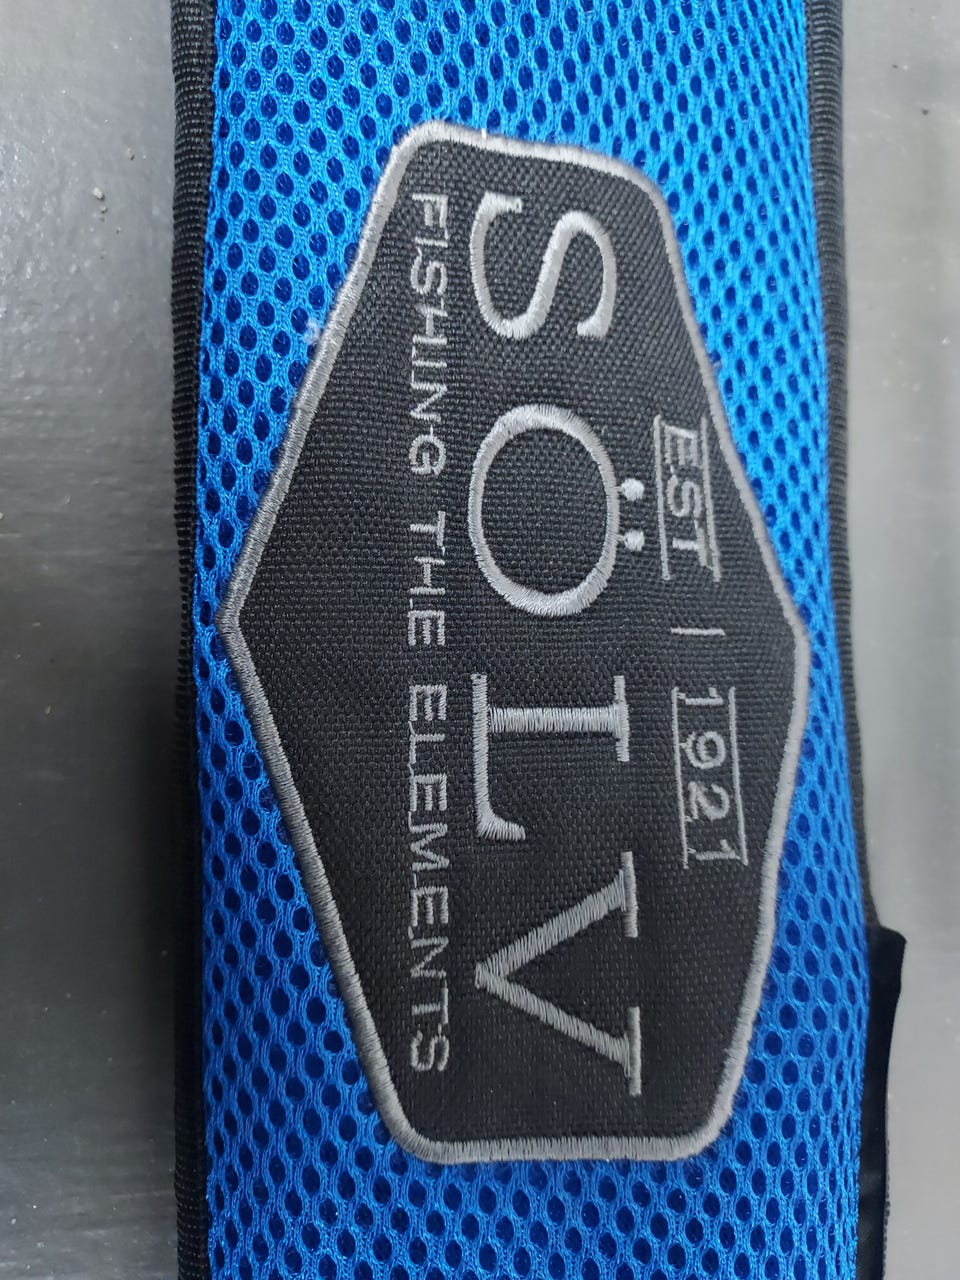 EST | 1921
SÖLV
FISHING THE ELEMENTS